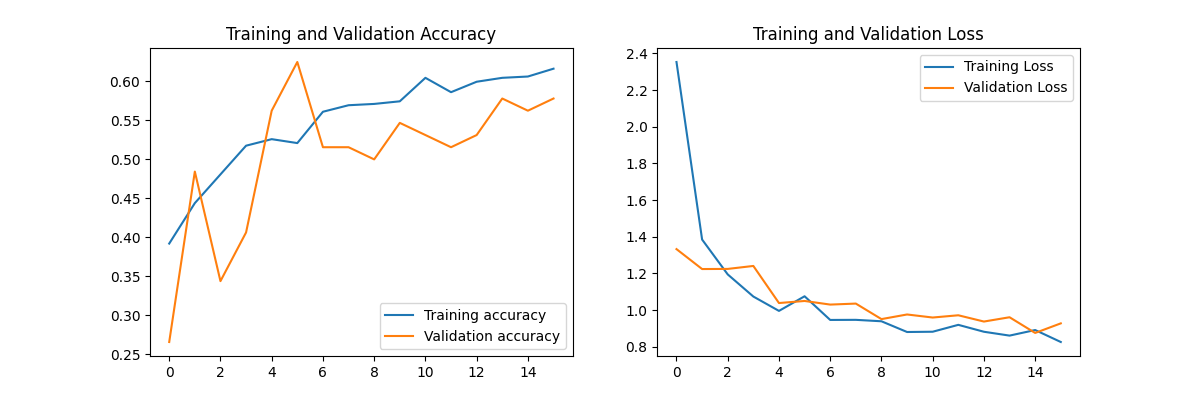 Training and Validation Accuracy
0.60
0.55
0.50
0.45
0.40
0.35
0.30
0.25
Training accuracy
Validation accuracy
0 2 4 6 8 10 12 14
Training and Validation Loss
2.4
2.2
2.0
1.8
1.6
1.4
1.2
1.0
0.8
Training Loss
Validation Loss
0 2 4 6 8 10 12 14